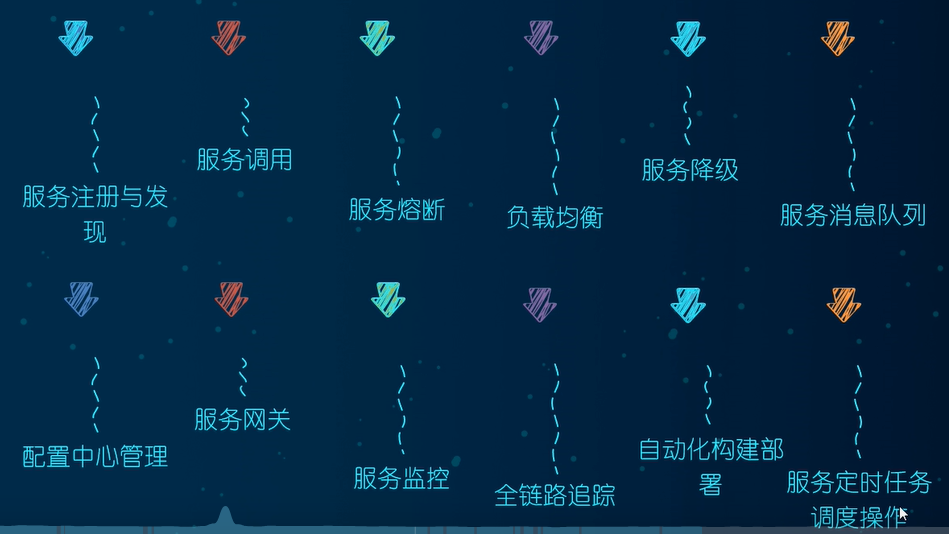 服务注册与发
现
服务调用
服务熔断
负载均衡
服务降级
服务消息队列
配置中心管理
服务网关
服务监控
全链路追踪
自动化构建部
署
服务定时任务
调度操作